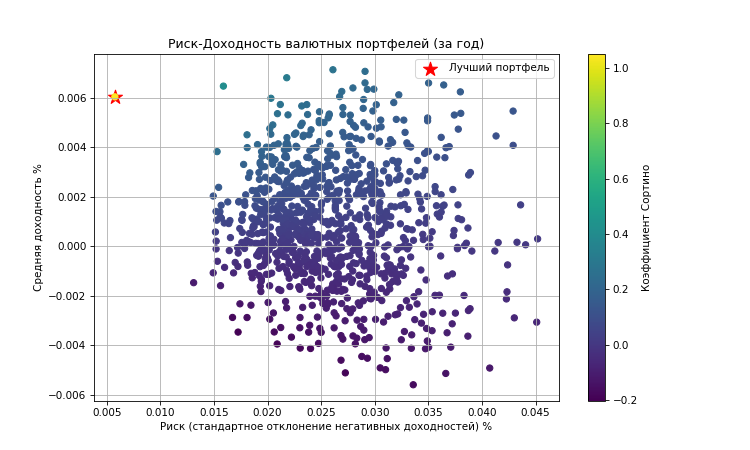 Риск-Доходность валютных портфелей (за год)
Лучший портфель
Средняя доходность %
0.006
0.004
0.002
0.000
−0.002
−0.004
−0.006
0.005 0.010 0.015 0.020 0.025 0.030 0.035 0.040 0.045
Риск (стандартное отклонение негативных доходностей) %
1.0
0.8
0.6
0.4
0.2
0.0
−0.2
Коэффициент Сортино